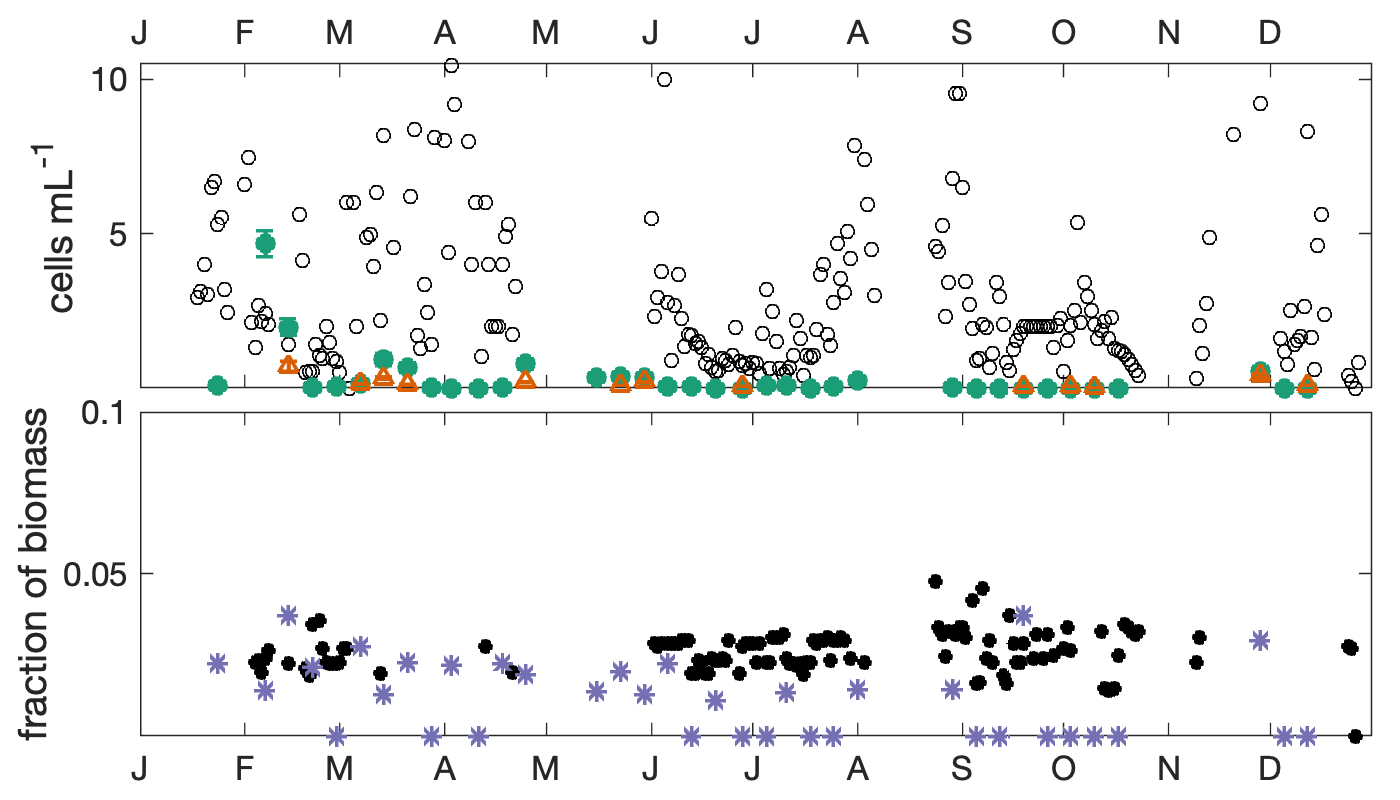 J F M A M J J A S O N D
10
5
cells mL-1
0.1
0.05
fraction of biomass
J F M A M J J A S O N D